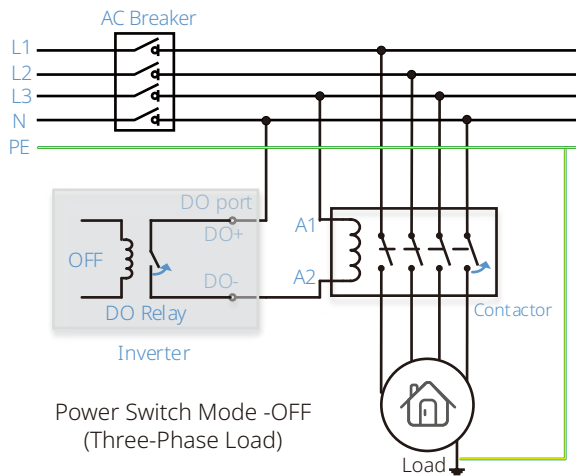 AC Breaker
L1
L2
L3
N
PE
DO port
DO+
A1
OFF
DO-
A2
DO Relay
Contactor
Inverter
Power Switch Mode -OFF
(Three-Phase Load)
Load